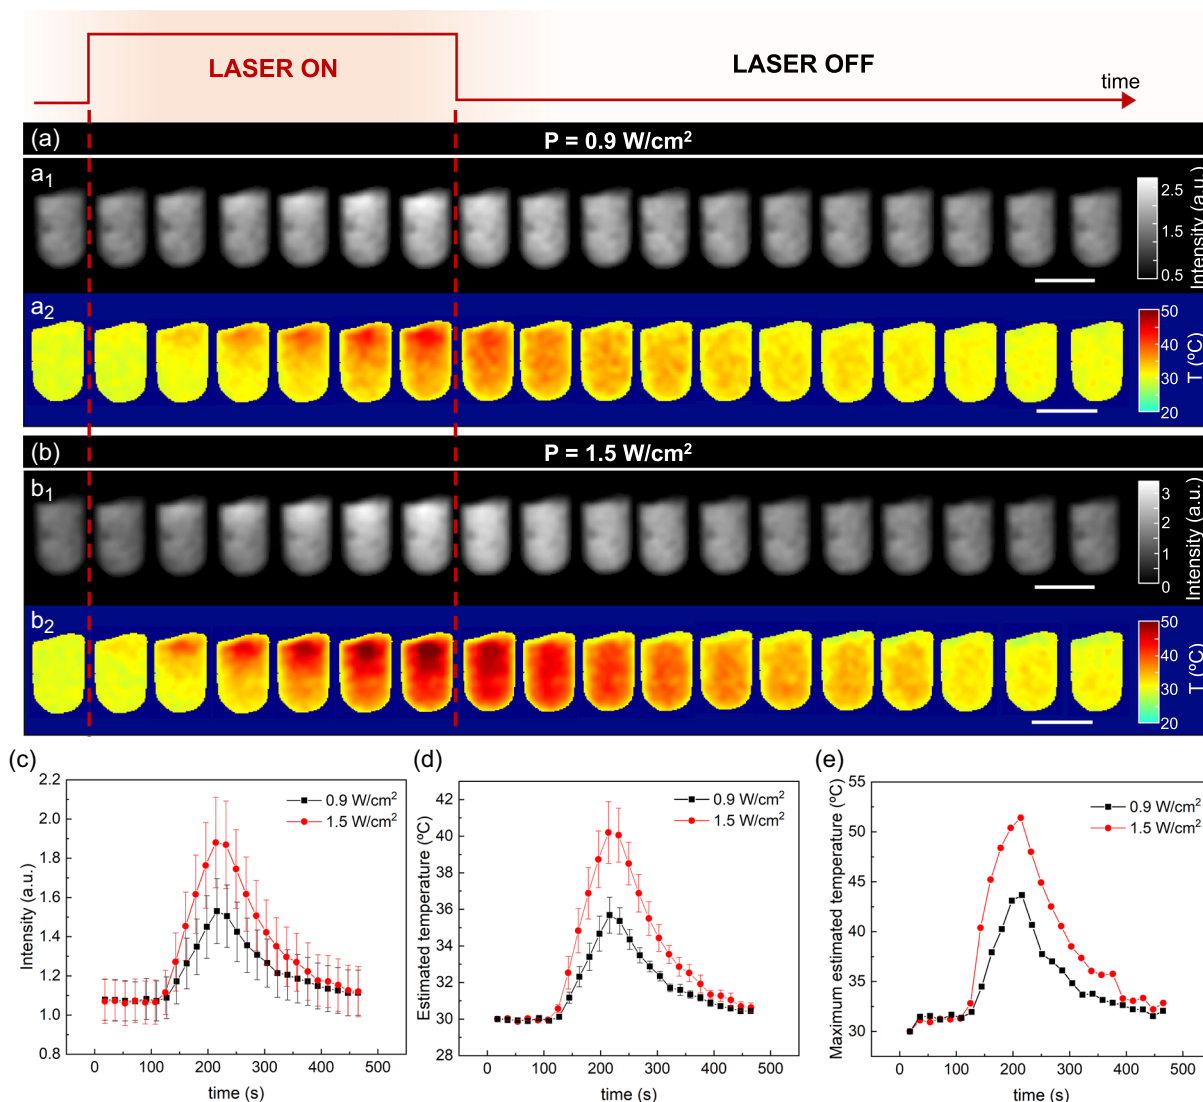 LASER ON
LASER OFF
time
(a)
P = 0.9 W/cm²
a₁
2.5
1.5
0.5
Intensity (a.u.)
a₂
50
40
30
20
T (ºC)
(b)
P = 1.5 W/cm²
b₁
3
2
1
0
Intensity (a.u.)
b₂
50
40
30
20
T (ºC)
(c)
2.2
2.0
1.8
1.6
1.4
1.2
1.0
0.8
Intensity (a.u.)
0.9 W/cm²
1.5 W/cm²
0 100 200 300 400 500
time (s)
(d)
42
40
38
36
34
32
30
28
Estimated temperature (ºC)
0.9 W/cm²
1.5 W/cm²
0 100 200 300 400 500
time (s)
(e)
55
50
45
40
35
30
Maximum estimated temperature (ºC)
0.9 W/cm²
1.5 W/cm²
0 100 200 300 400 500
time (s)